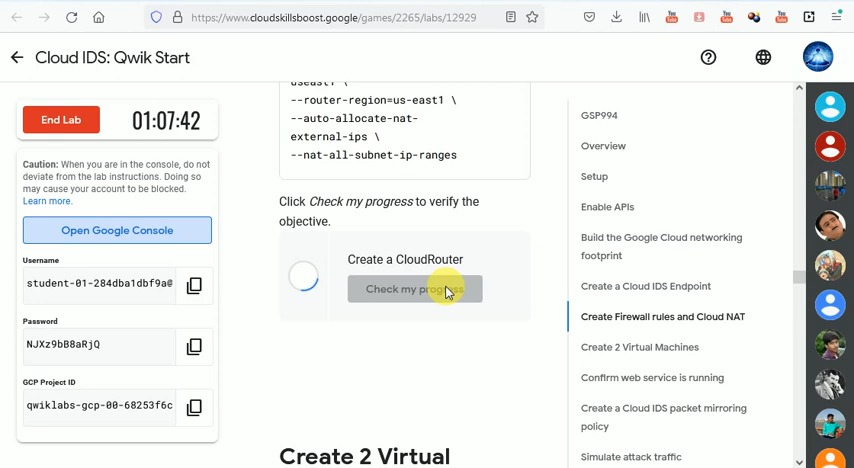 https://www.cloudskillsboost.google/games/2265/labs/12929
Cloud IDS: Qwik Start
End Lab
01:07:42
Caution: When you are in the console, do not
deviate from the lab instructions. Doing so
may cause your account to be blocked.
Learn more.
Open Google Console
Username
student-01-284dba1dbf9a@
Password
NJXz9bB8aRjQ
GCP Project ID
qwiklabs-gcp-00-68253f6c
useast1 \
--router-region=us-east1 \
--auto-allocate-nat-
external-ips \
--nat-all-subnet-ip-ranges
Click Check my progress to verify the
objective.
Create a CloudRouter
Check my progress
Create 2 Virtual
GSP994
Overview
Setup
Enable APIs
Build the Google Cloud networking
footprint
Create a Cloud IDS Endpoint
Create Firewall rules and Cloud NAT
Create 2 Virtual Machines
Confirm web service is running
Create a Cloud IDS packet mirroring
policy
Simulate attack traffic